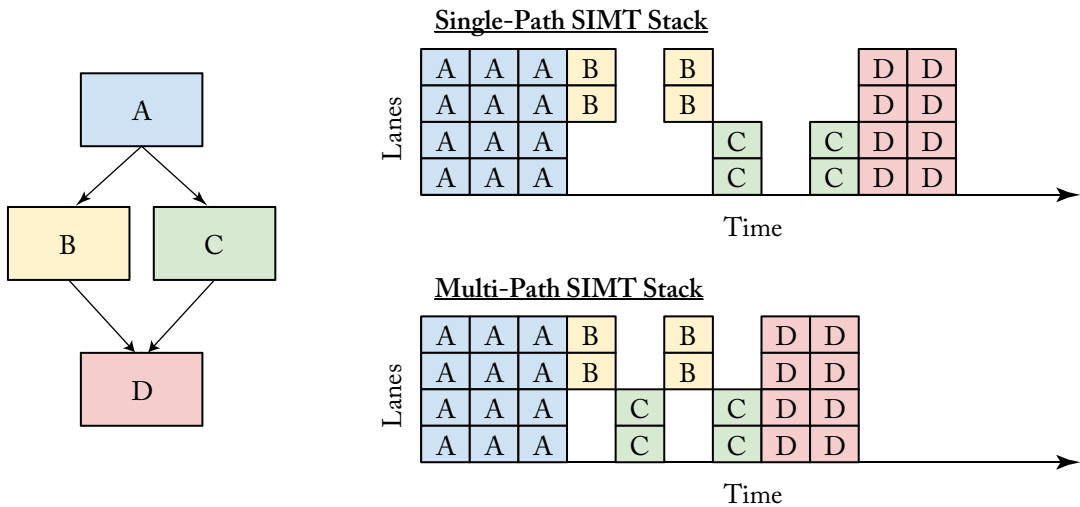 A
B C
D
Single-Path SIMT Stack
Lanes
A A A B B D D
A A A B B D D
A A A C C D D
A A A C C D D
Time
Multi-Path SIMT Stack
Lanes
A A A B B D D
A A A B B D D
A A A C C D D
A A A C C D D
Time